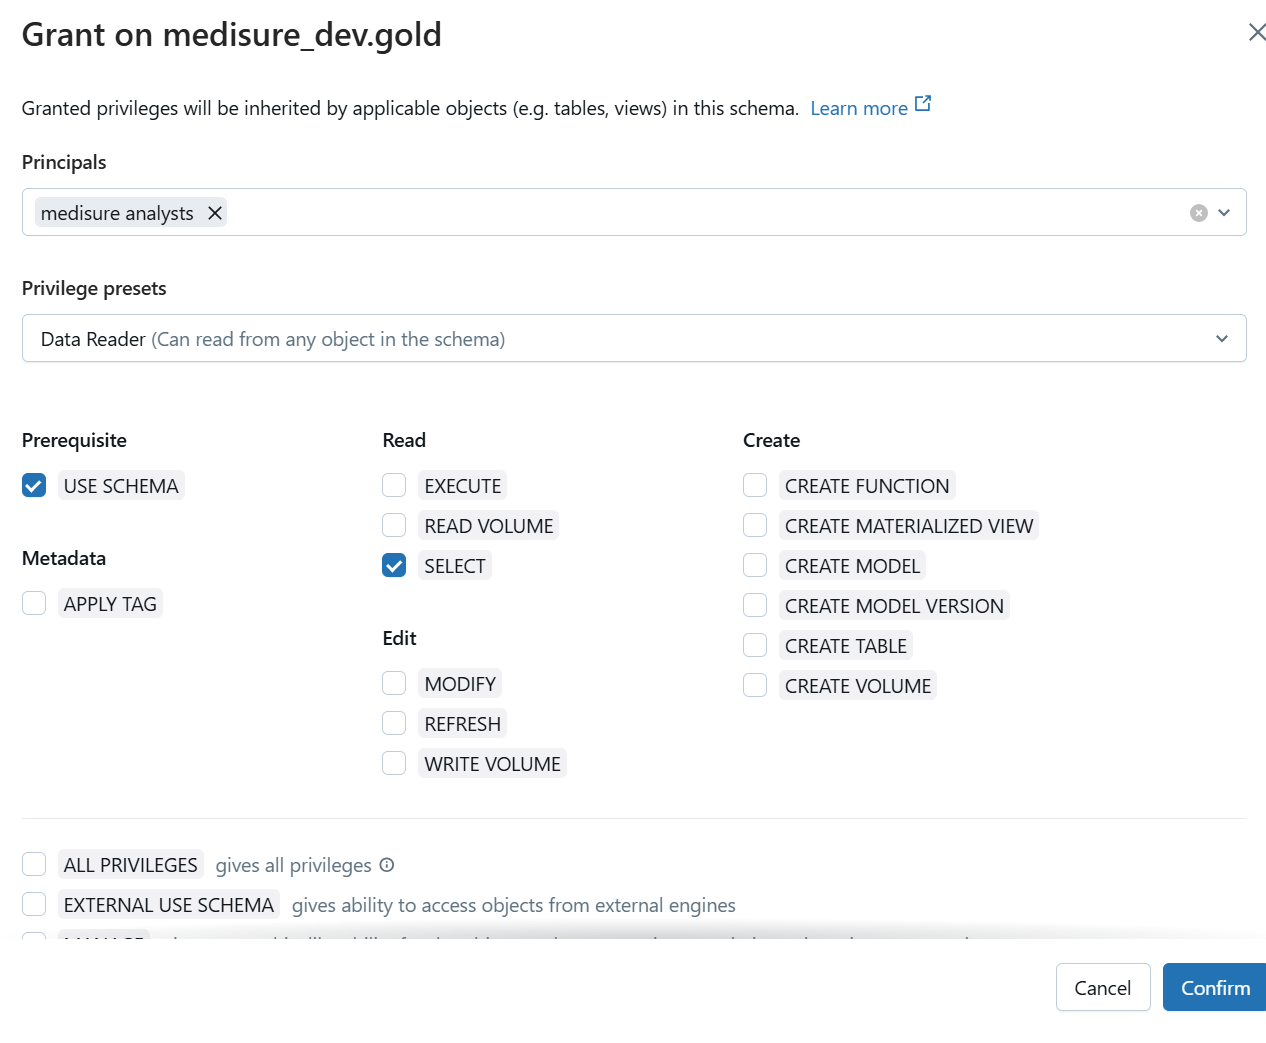 Grant on medisure_dev.gold
Granted privileges will be inherited by applicable objects (e.g. tables, views) in this schema. Learn more
Principals
medisure analysts
Privilege presets
Data Reader (Can read from any object in the schema)
Prerequisite
USE SCHEMA
Metadata
APPLY TAG
Read
EXECUTE
READ VOLUME
SELECT
Edit
MODIFY
REFRESH
WRITE VOLUME
Create
CREATE FUNCTION
CREATE MATERIALIZED VIEW
CREATE MODEL
CREATE MODEL VERSION
CREATE TABLE
CREATE VOLUME
ALL PRIVILEGES gives all privileges
EXTERNAL USE SCHEMA gives ability to access objects from external engines
Cancel
Confirm